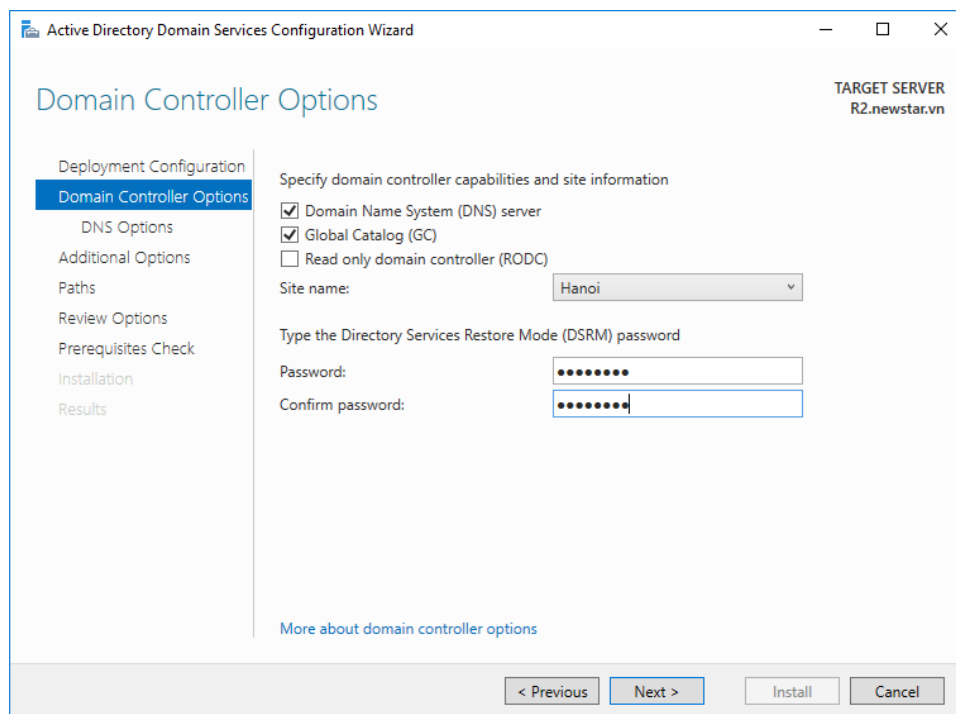 Active Directory Domain Services Configuration Wizard
Domain Controller Options
TARGET SERVER
R2.newstar.vn
Deployment Configuration
Domain Controller Options
DNS Options
Additional Options
Paths
Review Options
Prerequisites Check
Installation
Results
Specify domain controller capabilities and site information
Domain Name System (DNS) server
Global Catalog (GC)
Read only domain controller (RODC)
Site name: Hanoi
Type the Directory Services Restore Mode (DSRM) password
Password: ●●●●●●●●
Confirm password: ●●●●●●●●
More about domain controller options
< Previous Next > Install Cancel